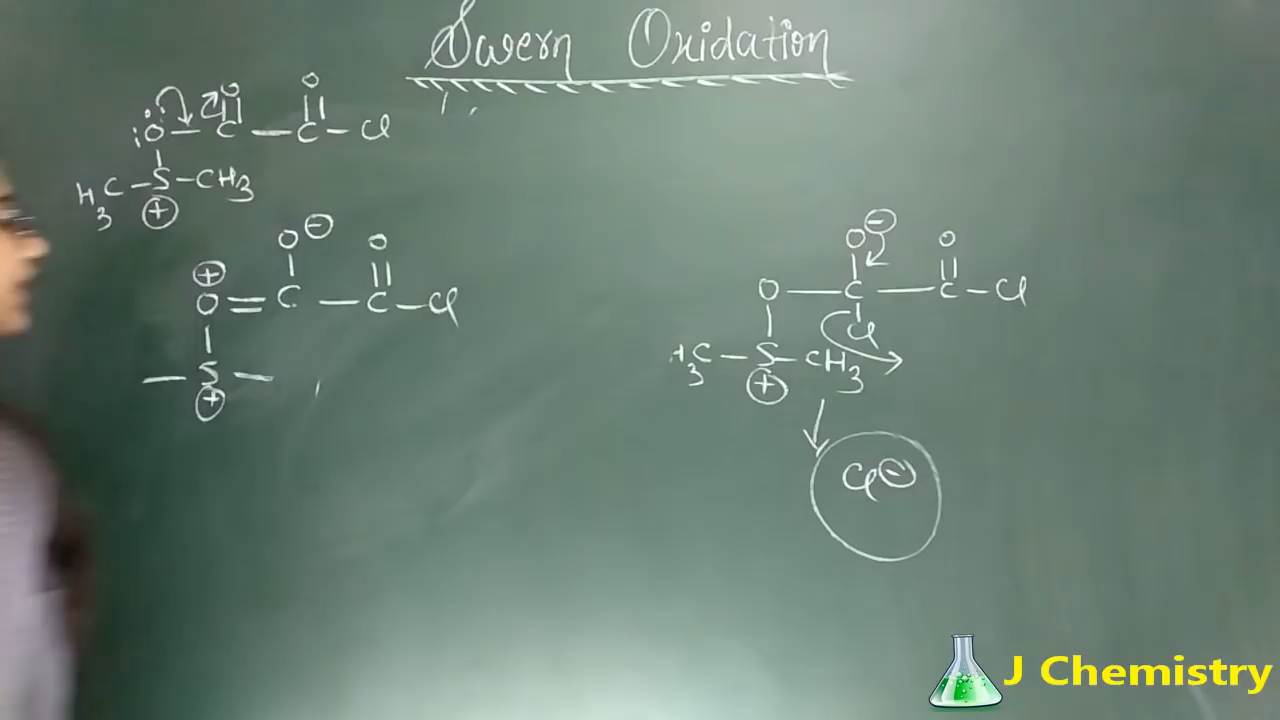 Swern Oxidation
O O
:Ö — C — C — Cl
H3C — S — CH3
⊕
O ⊖ O
⊕
O = C — C — Cl
— S —
⊕
O ⊖ O
O — C — C — Cl
Cl
H3C — S — CH3
⊕
Cl ⊖
J Chemistry